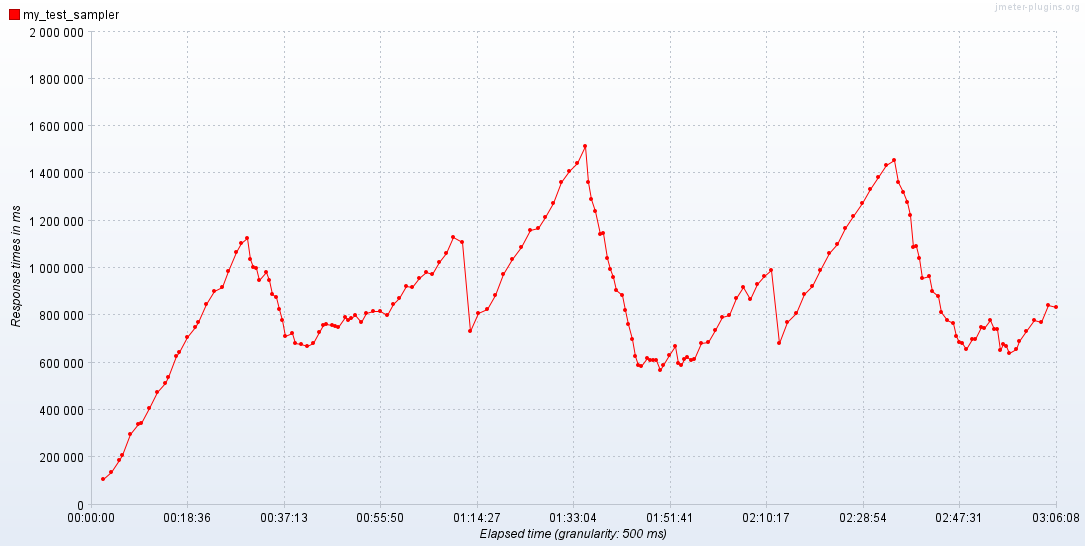 jmeter-plugins.org
my_test_sampler
2 000 000
1 800 000
1 600 000
1 400 000
1 200 000
1 000 000
800 000
600 000
400 000
200 000
0
Response times in ms
00:00:00 00:18:36 00:37:13 00:55:50 01:14:27 01:33:04 01:51:41 02:10:17 02:28:54 02:47:31 03:06:08
Elapsed time (granularity: 500 ms)